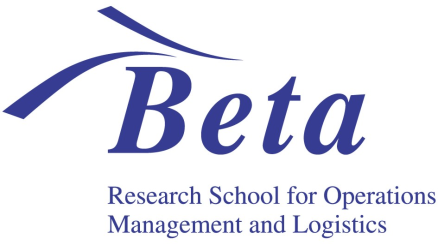 Beta
Research School for Operations
Management and Logistics